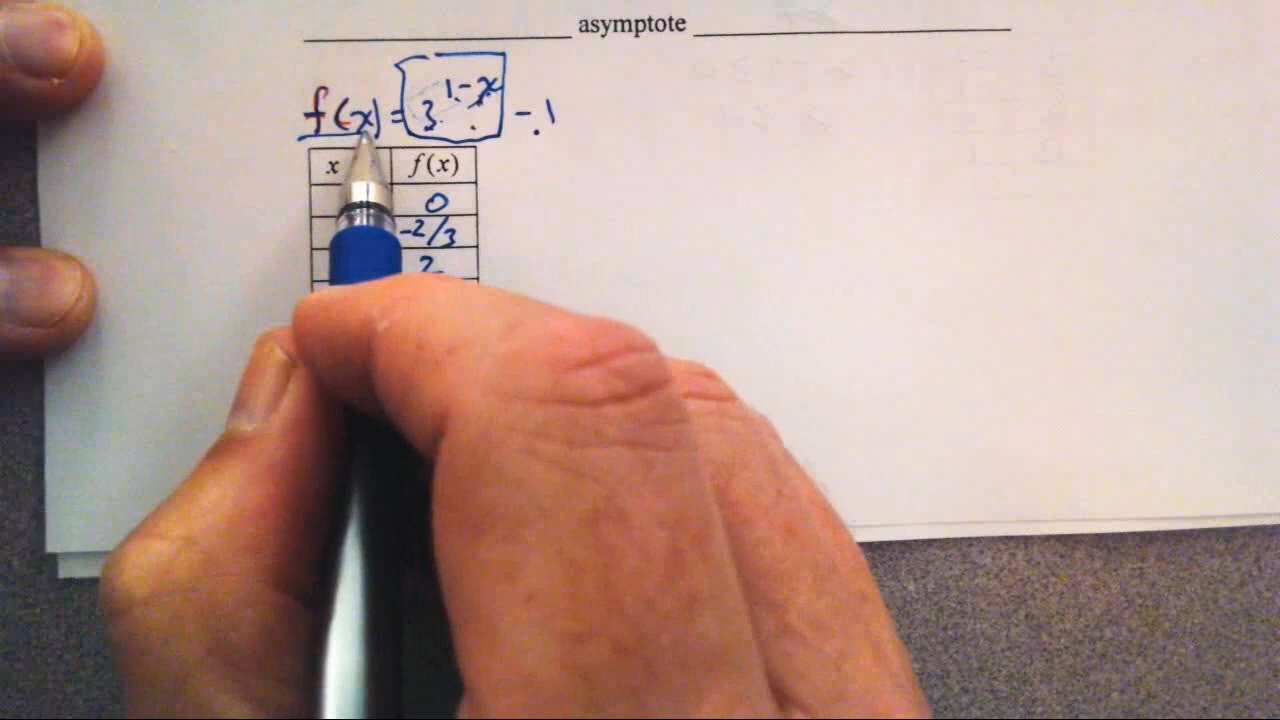 asymptote
f(x) = 3^{1-x} - 1
x f(x)
0
-2/3
2